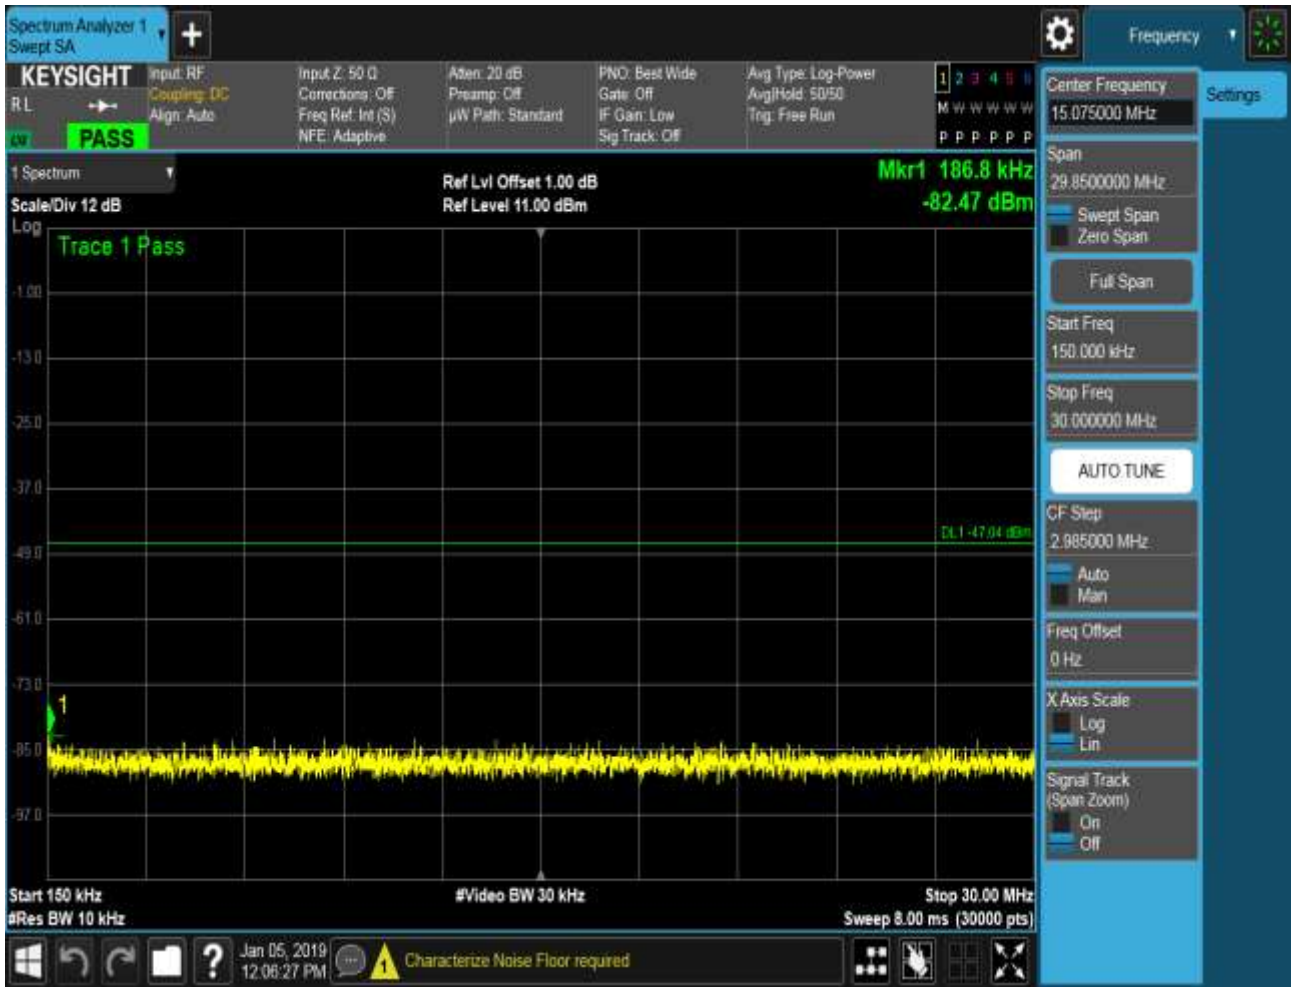 Spectrum Analyzer 1
Swept SA
+
Frequency
KEYSIGHT
RL
PASS
Input: RF
Coupling: DC
Align: Auto
Input Z: 50 Ω
Corrections: Off
Freq Ref: Int (S)
NFE: Adaptive
Atten: 20 dB
Preamp: Off
µW Path: Standard
PNO: Best Wide
Gate: Off
IF Gain: Low
Sig Track: Off
Avg Type: Log-Power
Avg|Hold: 50/50
Trig: Free Run
1 2 3 4 5 6
M W W W W W
P P P P P P
1 Spectrum
Scale/Div 12 dB
Log
Ref Lvl Offset 1.00 dB
Ref Level 11.00 dBm
Mkr1 186.8 kHz
-82.47 dBm
Trace 1 Pass
-1.00
-13.0
-25.0
-37.0
DL1 -47.04 dBm
-49.0
-61.0
-73.0
1
-85.0
-97.0
Start 150 kHz
#Res BW 10 kHz
#Video BW 30 kHz
Stop 30.00 MHz
Sweep 8.00 ms (30000 pts)
?
Jan 05, 2019
12:06:27 PM
Characterize Noise Floor required
Center Frequency
15.075000 MHz
Settings
Span
29.8500000 MHz
Swept Span
Zero Span
Full Span
Start Freq
150.000 kHz
Stop Freq
30.000000 MHz
AUTO TUNE
CF Step
2.985000 MHz
Auto
Man
Freq Offset
0 Hz
X Axis Scale
Log
Lin
Signal Track
(Span Zoom)
On
Off